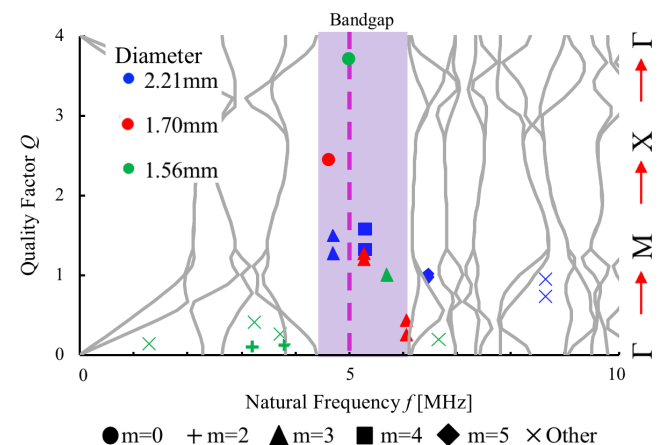 Bandgap
4
3
2
1
0
Quality Factor Q
Diameter
2.21mm
1.70mm
1.56mm
Γ
X
M
Γ
0
5
10
Natural Frequency f [MHz]
m=0
m=2
m=3
m=4
m=5
Other